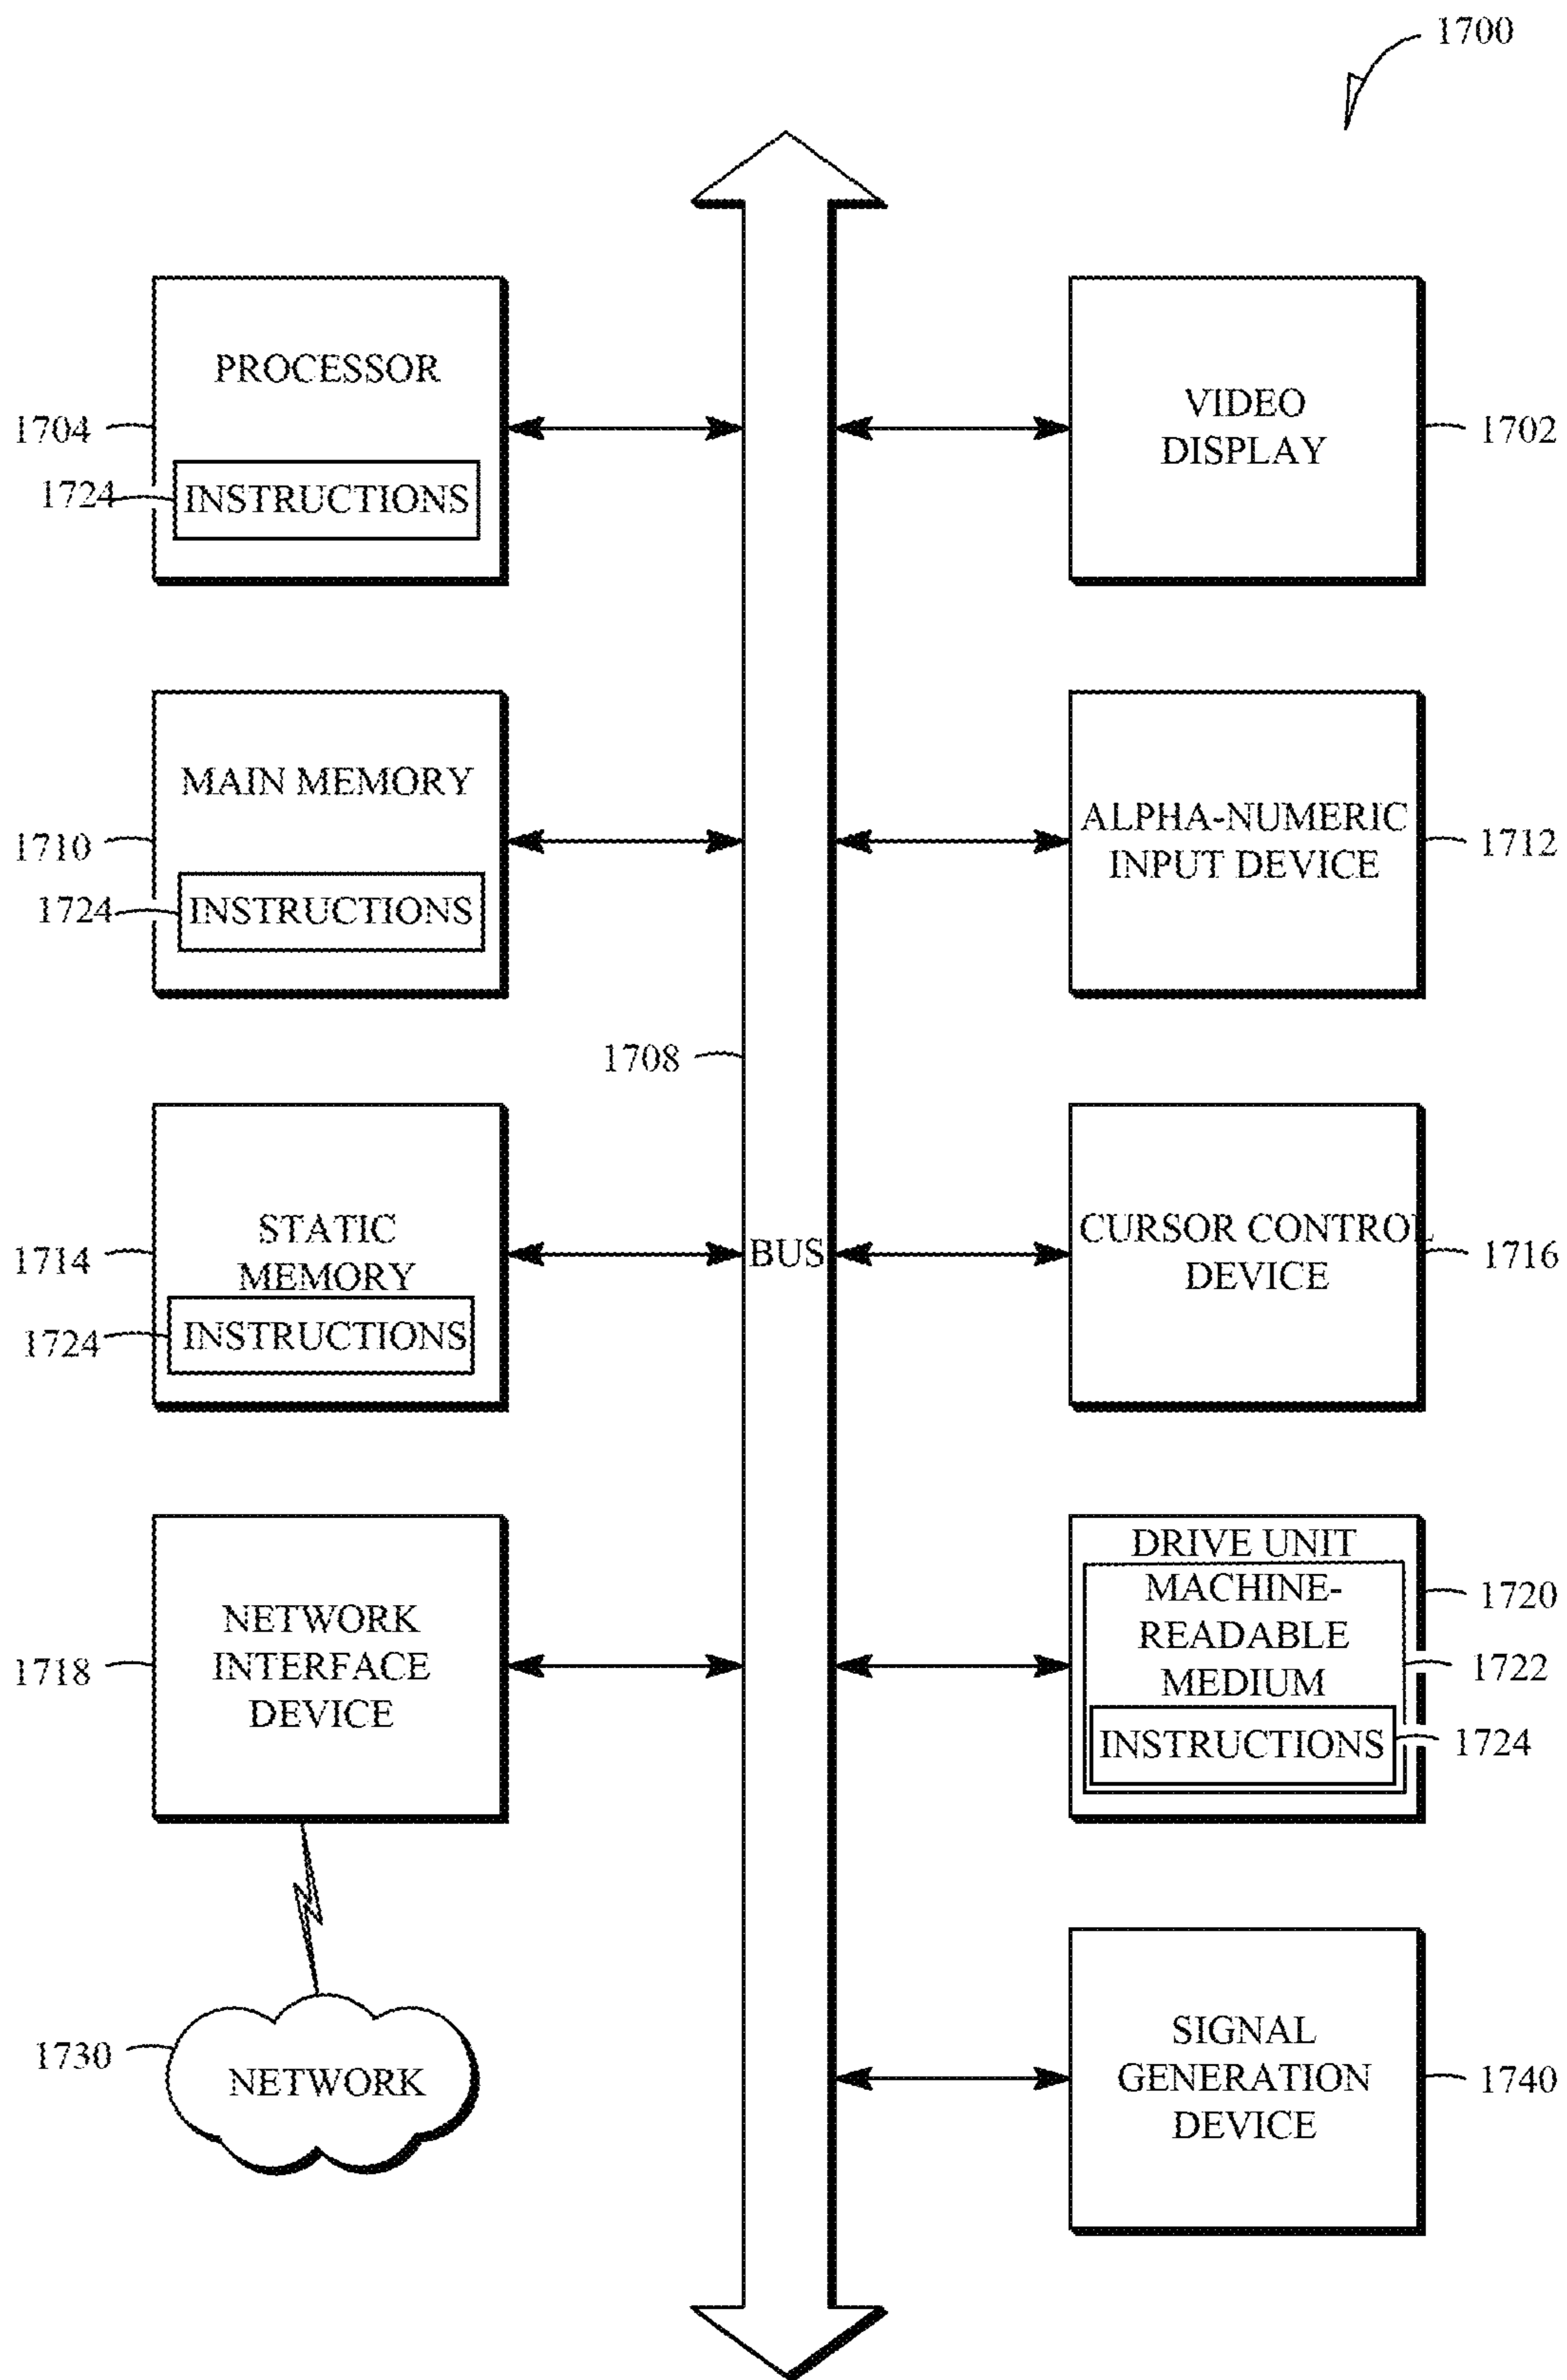 1700
PROCESSOR
1704
1724
INSTRUCTIONS
VIDEO
DISPLAY
1702
MAIN MEMORY
1710
1724
INSTRUCTIONS
ALPHA-NUMERIC
INPUT DEVICE
1712
1708
BUS
STATIC
MEMORY
1714
1724
INSTRUCTIONS
CURSOR CONTROL
DEVICE
1716
NETWORK
INTERFACE
DEVICE
1718
DRIVE UNIT
MACHINE-
READABLE
MEDIUM
INSTRUCTIONS
1720
1722
1724
1730
NETWORK
SIGNAL
GENERATION
DEVICE
1740